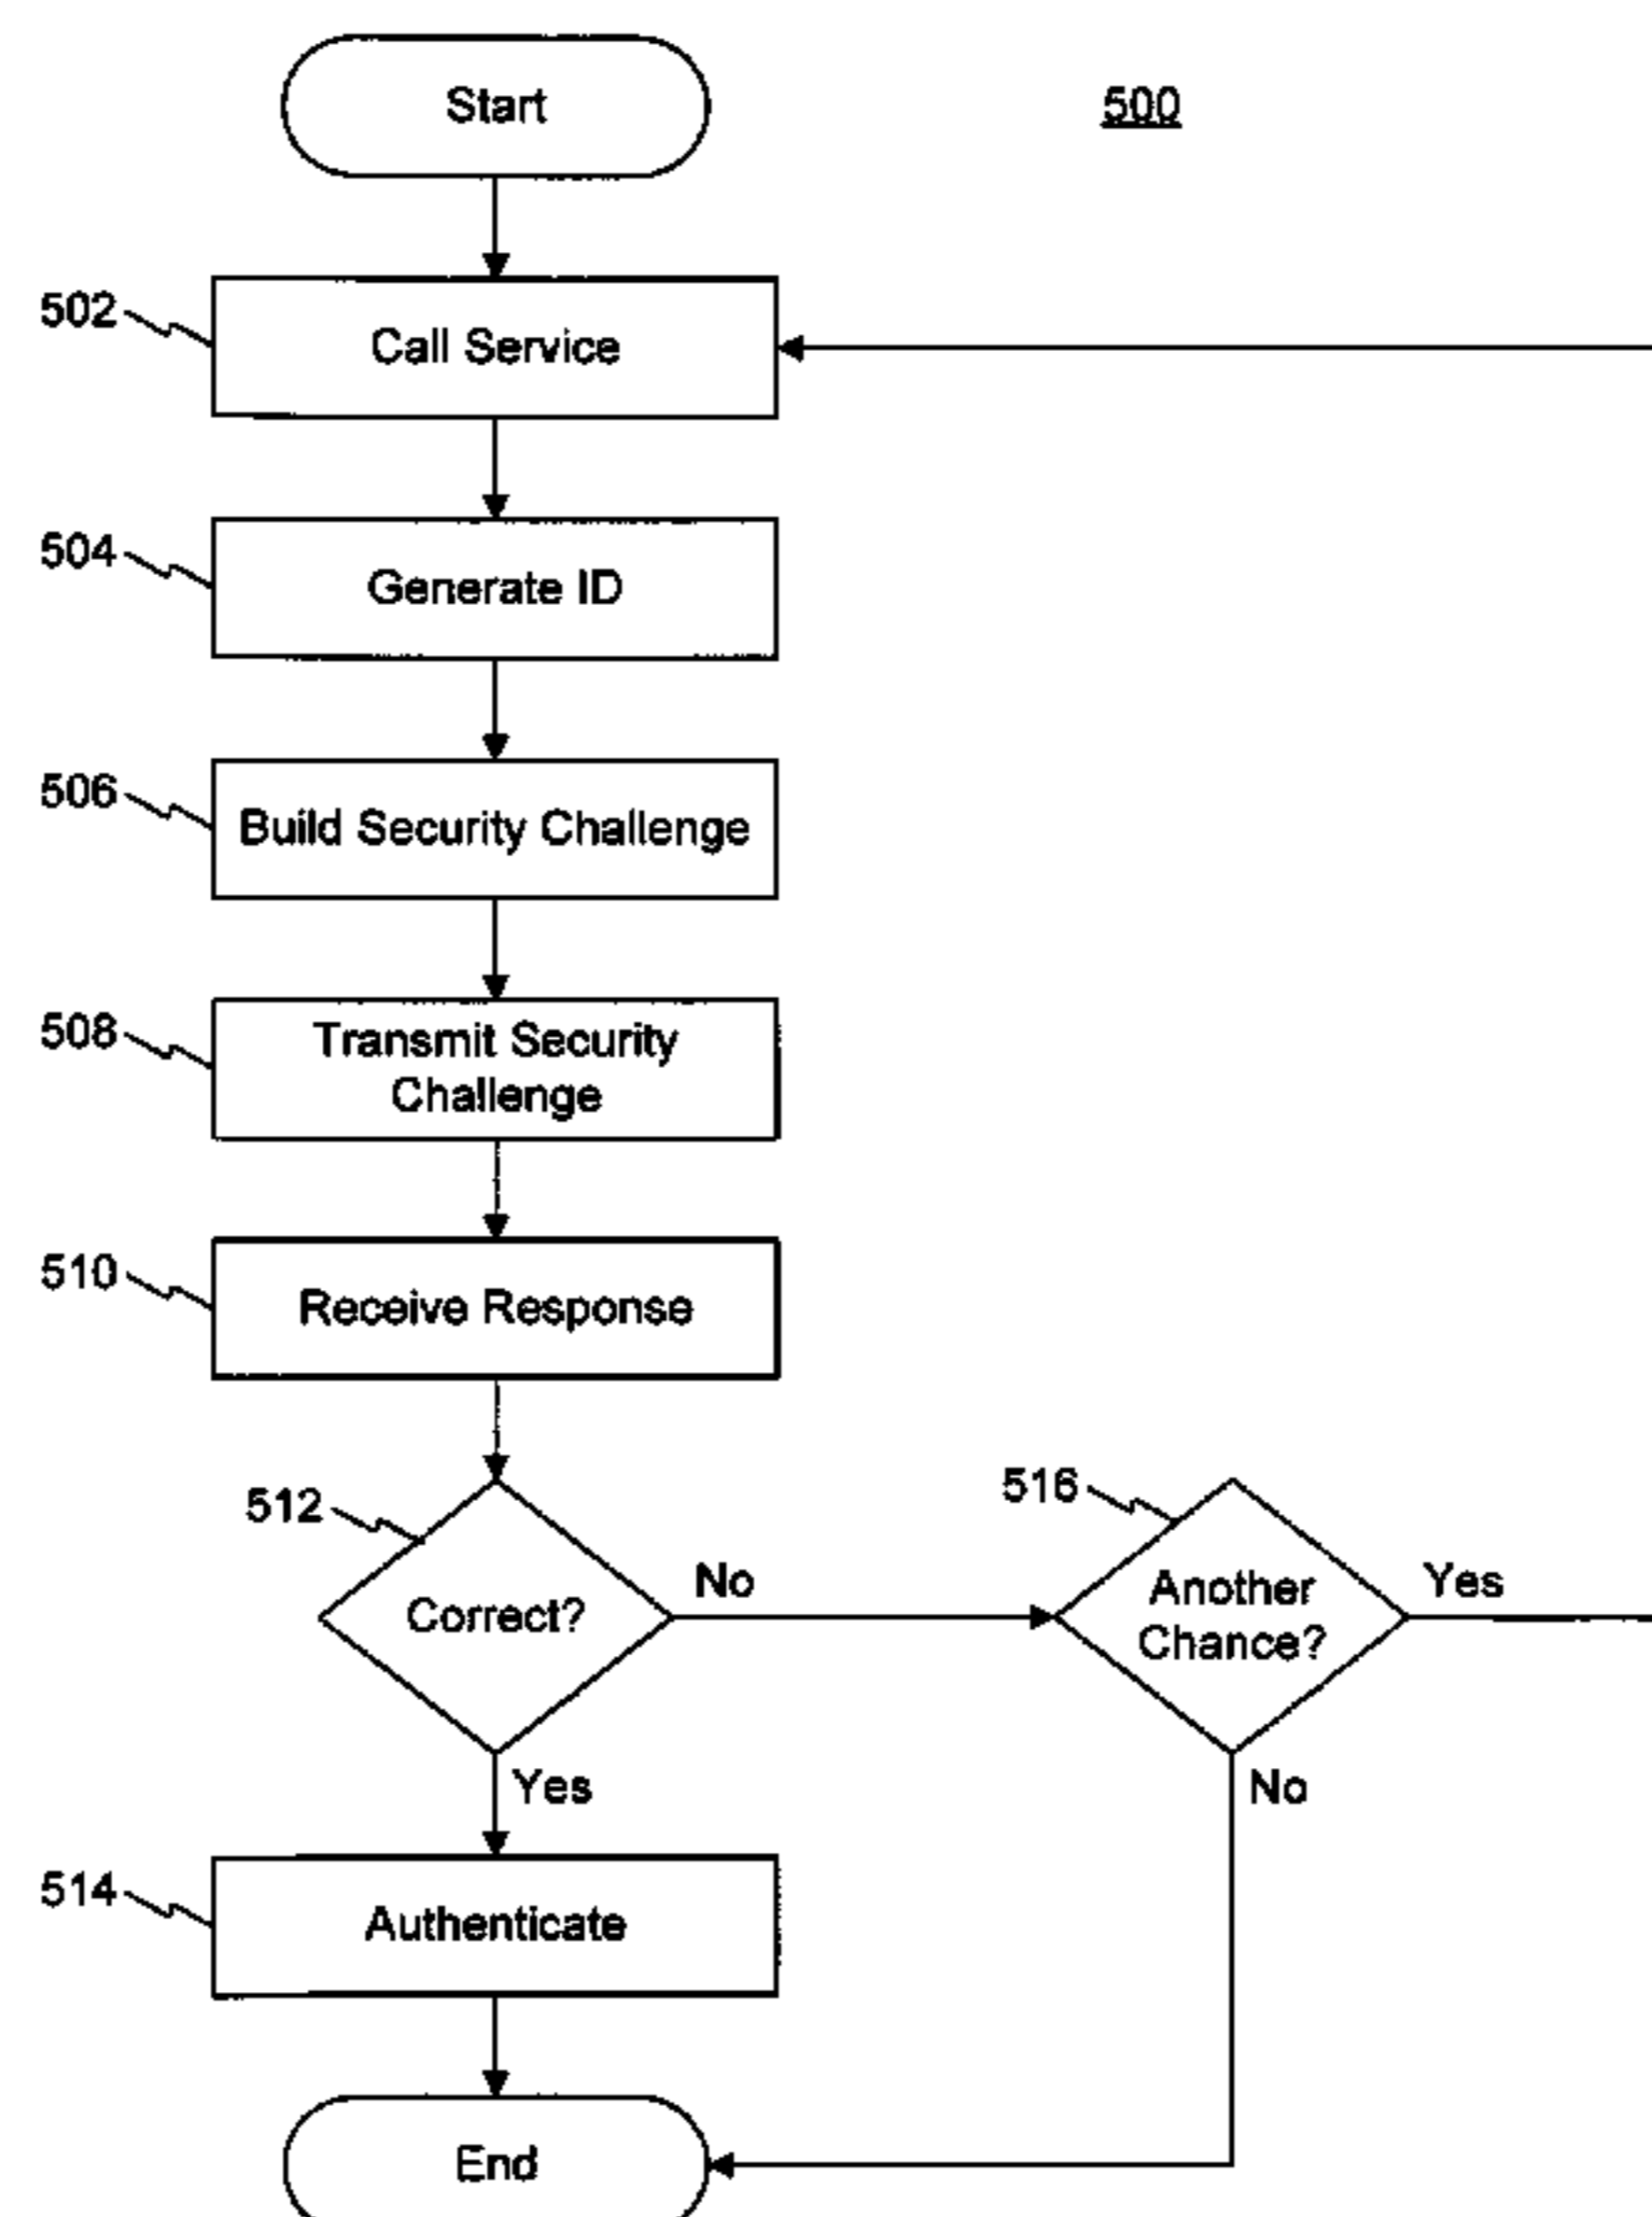 Start
500
502
Call Service
504
Generate ID
506
Build Security Challenge
508
Transmit Security
Challenge
510
Receive Response
512
Correct?
No
516
Another
Chance?
Yes
Yes
No
514
Authenticate
End